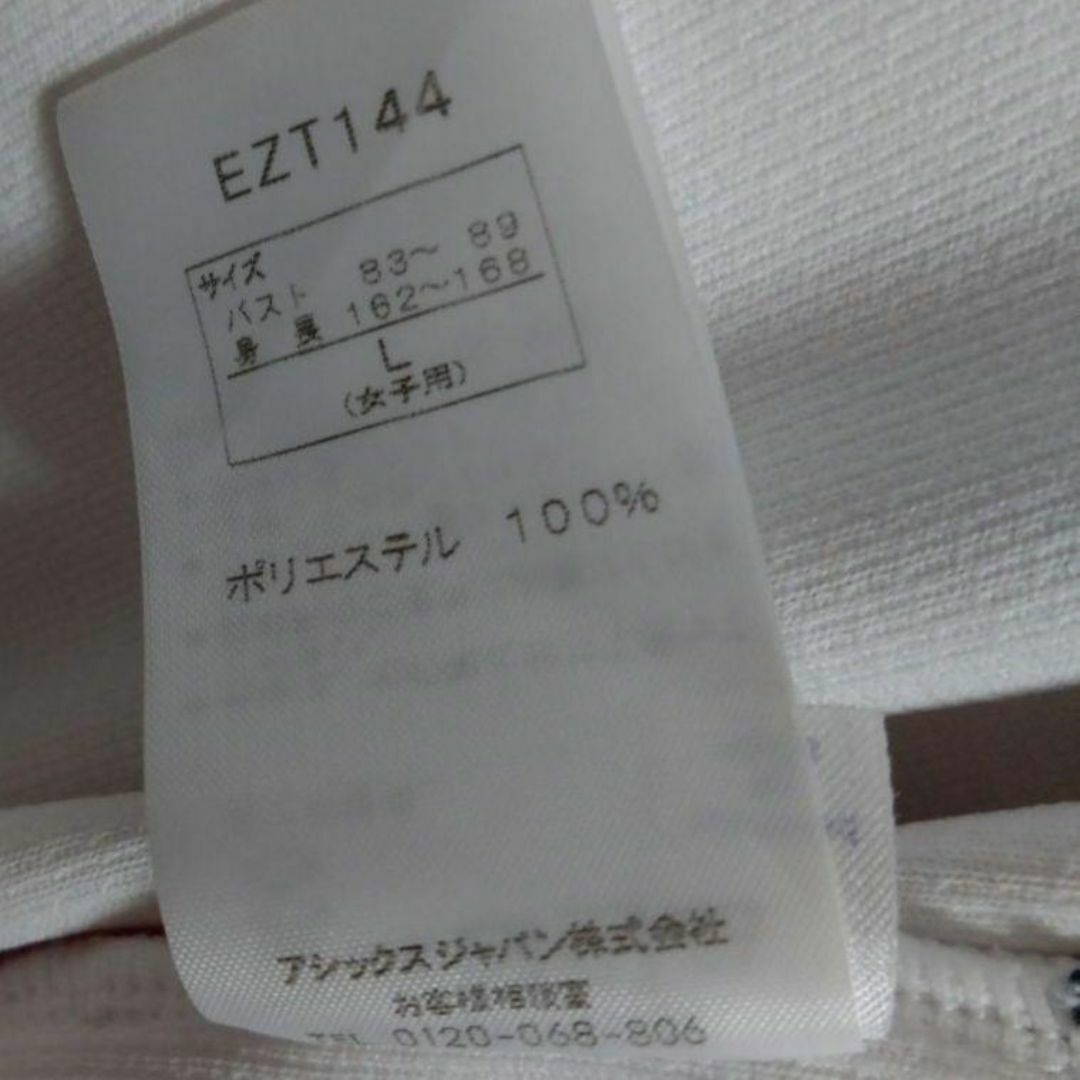 EZT144
サイズ
バスト 83〜 89
身 長 162〜168
L
(女子用)
ポリエステル 100%
アシックスジャパン株式会社
お客様相談室
TEL 0120-068-806